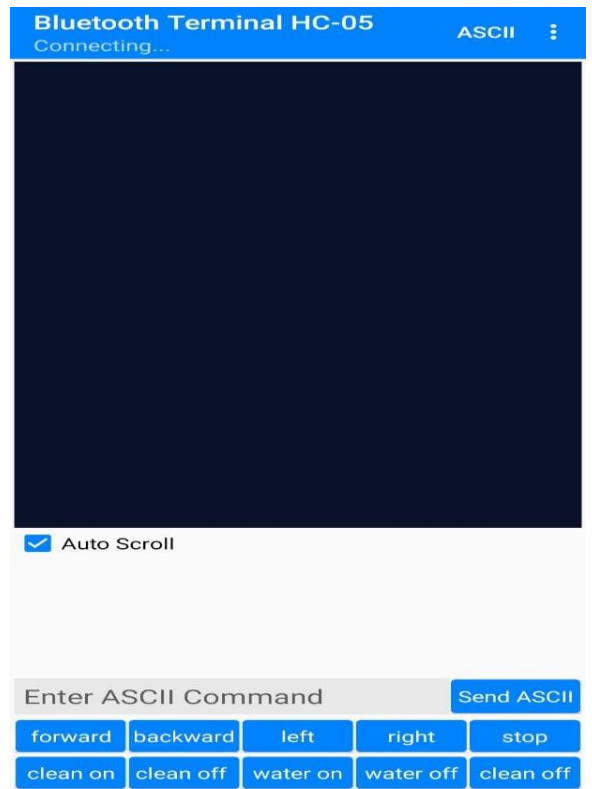 Bluetooth Terminal HC-05
ASCII
Connecting...
Auto Scroll
Enter ASCII Command
Send ASCII
forward backward left right stop
clean on clean off water on water off clean off